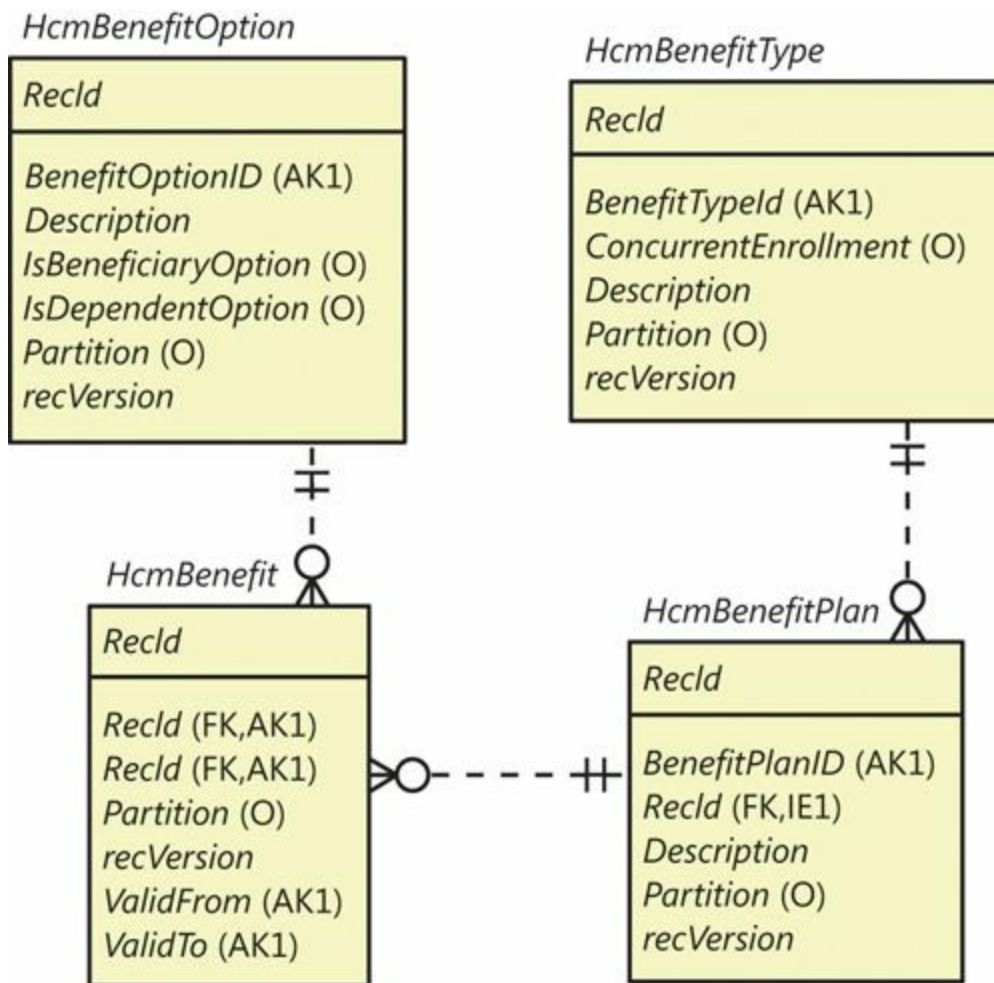 HcmBenefitOption
RecId
BenefitOptionID (AK1)
Description
IsBeneficiaryOption (O)
IsDependentOption (O)
Partition (O)
recVersion
HcmBenefitType
RecId
BenefitTypeId (AK1)
ConcurrentEnrollment (O)
Description
Partition (O)
recVersion
HcmBenefit
RecId
RecId (FK,AK1)
RecId (FK,AK1)
Partition (O)
recVersion
ValidFrom (AK1)
ValidTo (AK1)
HcmBenefitPlan
RecId
BenefitPlanID (AK1)
RecId (FK,IE1)
Description
Partition (O)
recVersion